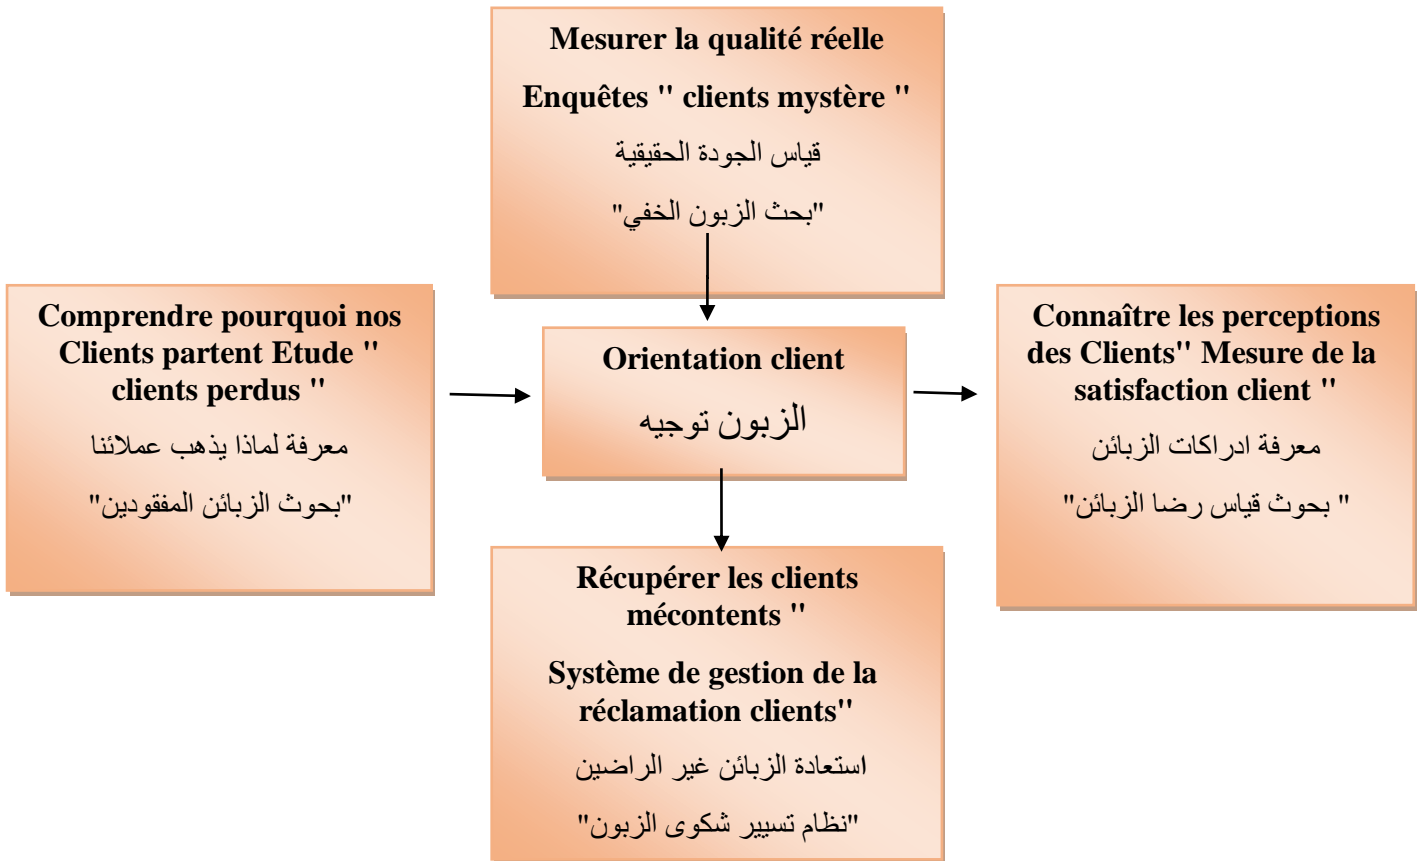 Mesurer la qualité réelle
Enquêtes " clients mystère "
قياس الجودة الحقيقية
"بحث الزبون الخفي"
Comprendre pourquoi nos
Clients partent Etude "
clients perdus "
معرفة لماذا يذهب عملائنا
"بحوث الزبائن المفقودين"
Orientation client
الزبون توجيه
Connaître les perceptions
des Clients" Mesure de la
satisfaction client "
معرفة ادراكات الزبائن
" بحوث قياس رضا الزبائن"
Récupérer les clients
mécontents "
Système de gestion de la
réclamation clients"
استعادة الزبائن غير الراضين
"نظام تسيير شكوى الزبون"